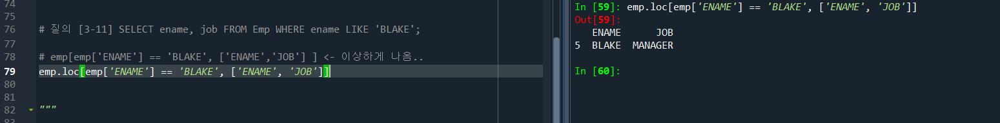 74
75
76 # 질의 [3-11] SELECT ename, job FROM Emp WHERE ename LIKE 'BLAKE';
77
78 # emp[emp['ENAME'] == 'BLAKE', ['ENAME','JOB'] ] <- 이상하게 나옴..
79 emp.loc[emp['ENAME'] == 'BLAKE', ['ENAME', 'JOB']]
80
81
82 """
83
In [59]: emp.loc[emp['ENAME'] == 'BLAKE', ['ENAME', 'JOB']]
Out[59]:
ENAME JOB
5 BLAKE MANAGER
In [60]: